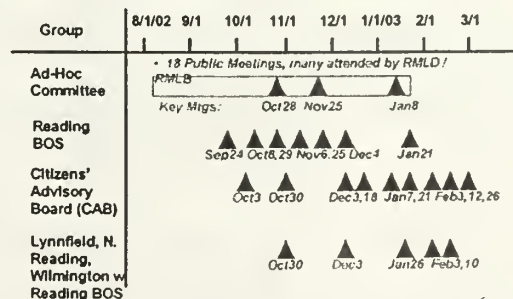 Group 8/1/02 9/1 10/1 11/1 12/1 1/1/03 2/1 3/1
• 18 Public Meetings, many attended by RMLD /
RMLB
Ad-Hoc
Committee
Key Mtgs: Oct28 Nov25 Jan8
Reading
BOS
Sep24 Oct8,29 Nov6,25 Dec4 Jan21
Citizens'
Advisory
Board (CAB)
Oct3 Oct30 Dec3,18 Jan7,21 Feb3,12,26
Lynnfield, N.
Reading,
Wilmington w
Reading BOS
Oct30 Dec3 Jan26 Feb3,10